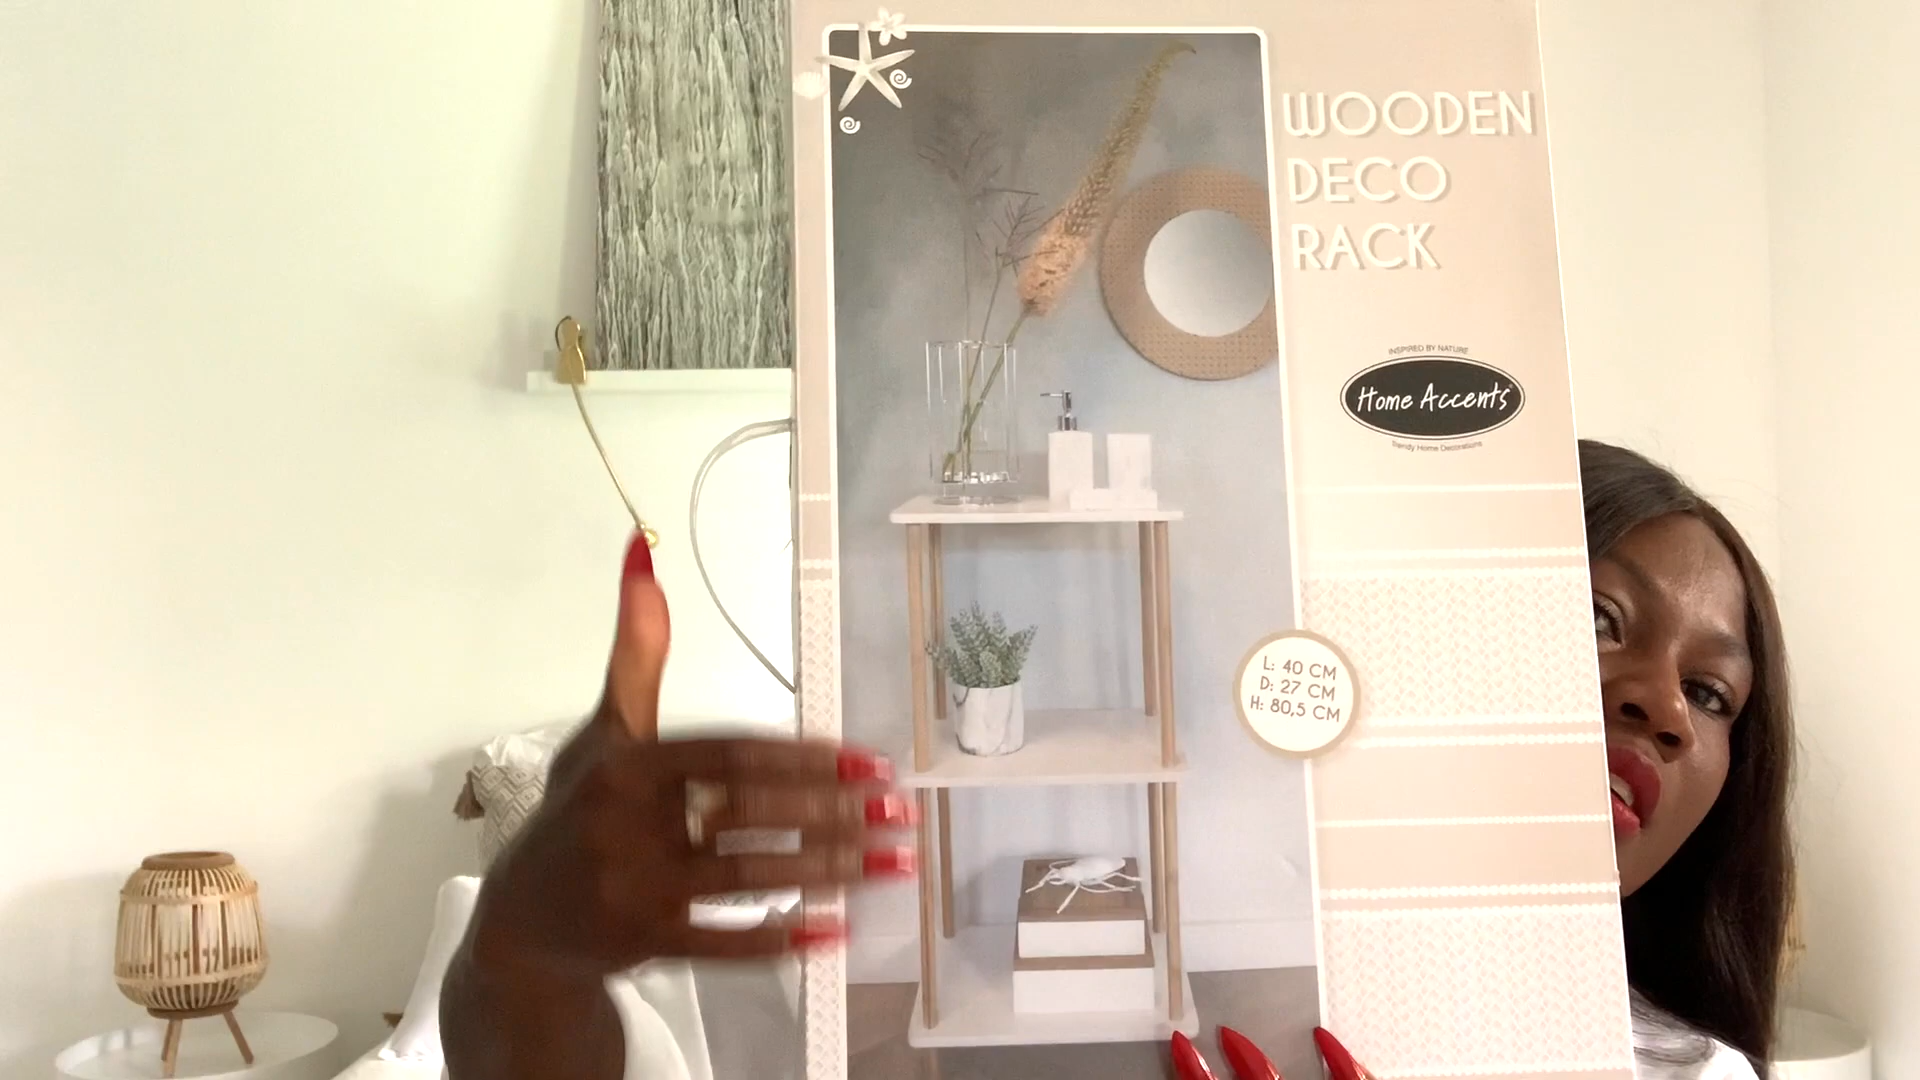 WOODEN
DECO
RACK
INSPIRED BY NATURE
Home Accents
Trendy Home Decorations
L: 40 CM
D: 27 CM
H: 80,5 CM